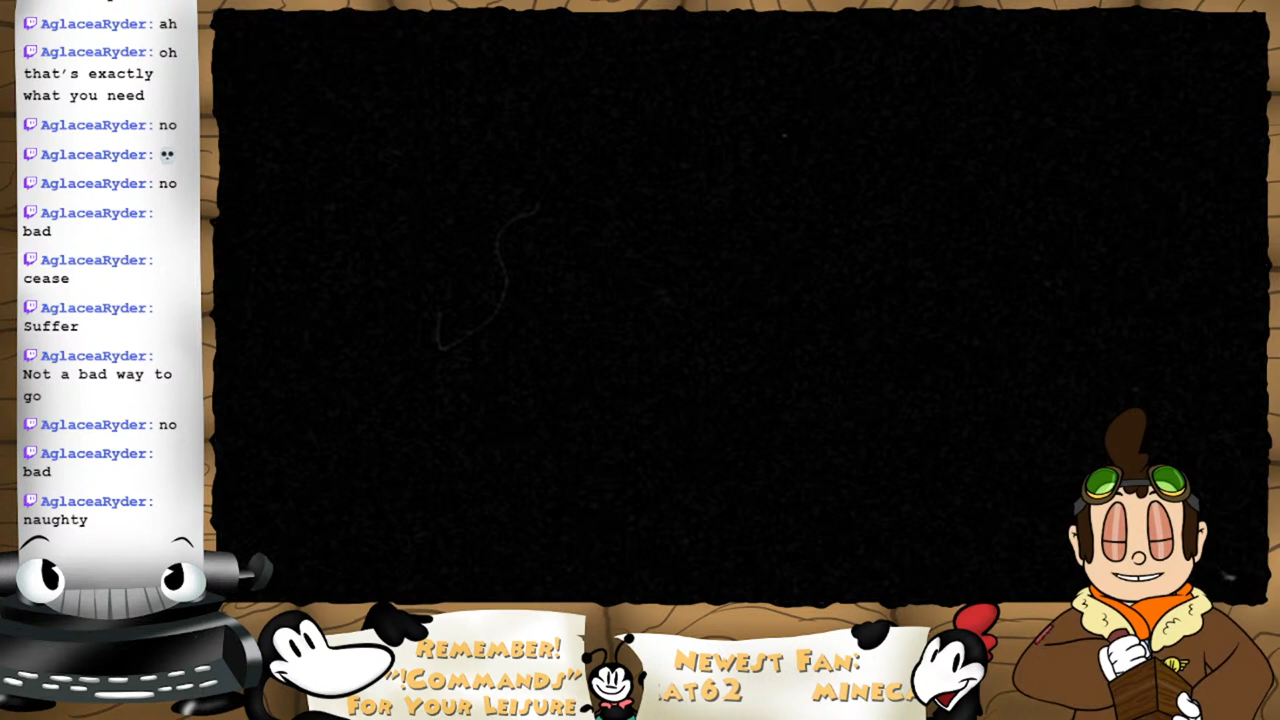 AglaceaRyder: ah
AglaceaRyder: oh
that's exactly
what you need
AglaceaRyder: no
AglaceaRyder: 💀
AglaceaRyder: no
AglaceaRyder:
bad
AglaceaRyder:
cease
AglaceaRyder:
Suffer
AglaceaRyder:
Not a bad way to
go
AglaceaRyder: no
AglaceaRyder:
bad
AglaceaRyder:
naughty
Remember!
"!Commands"
For Your Leisure
Newest Fan:
.at62 minec